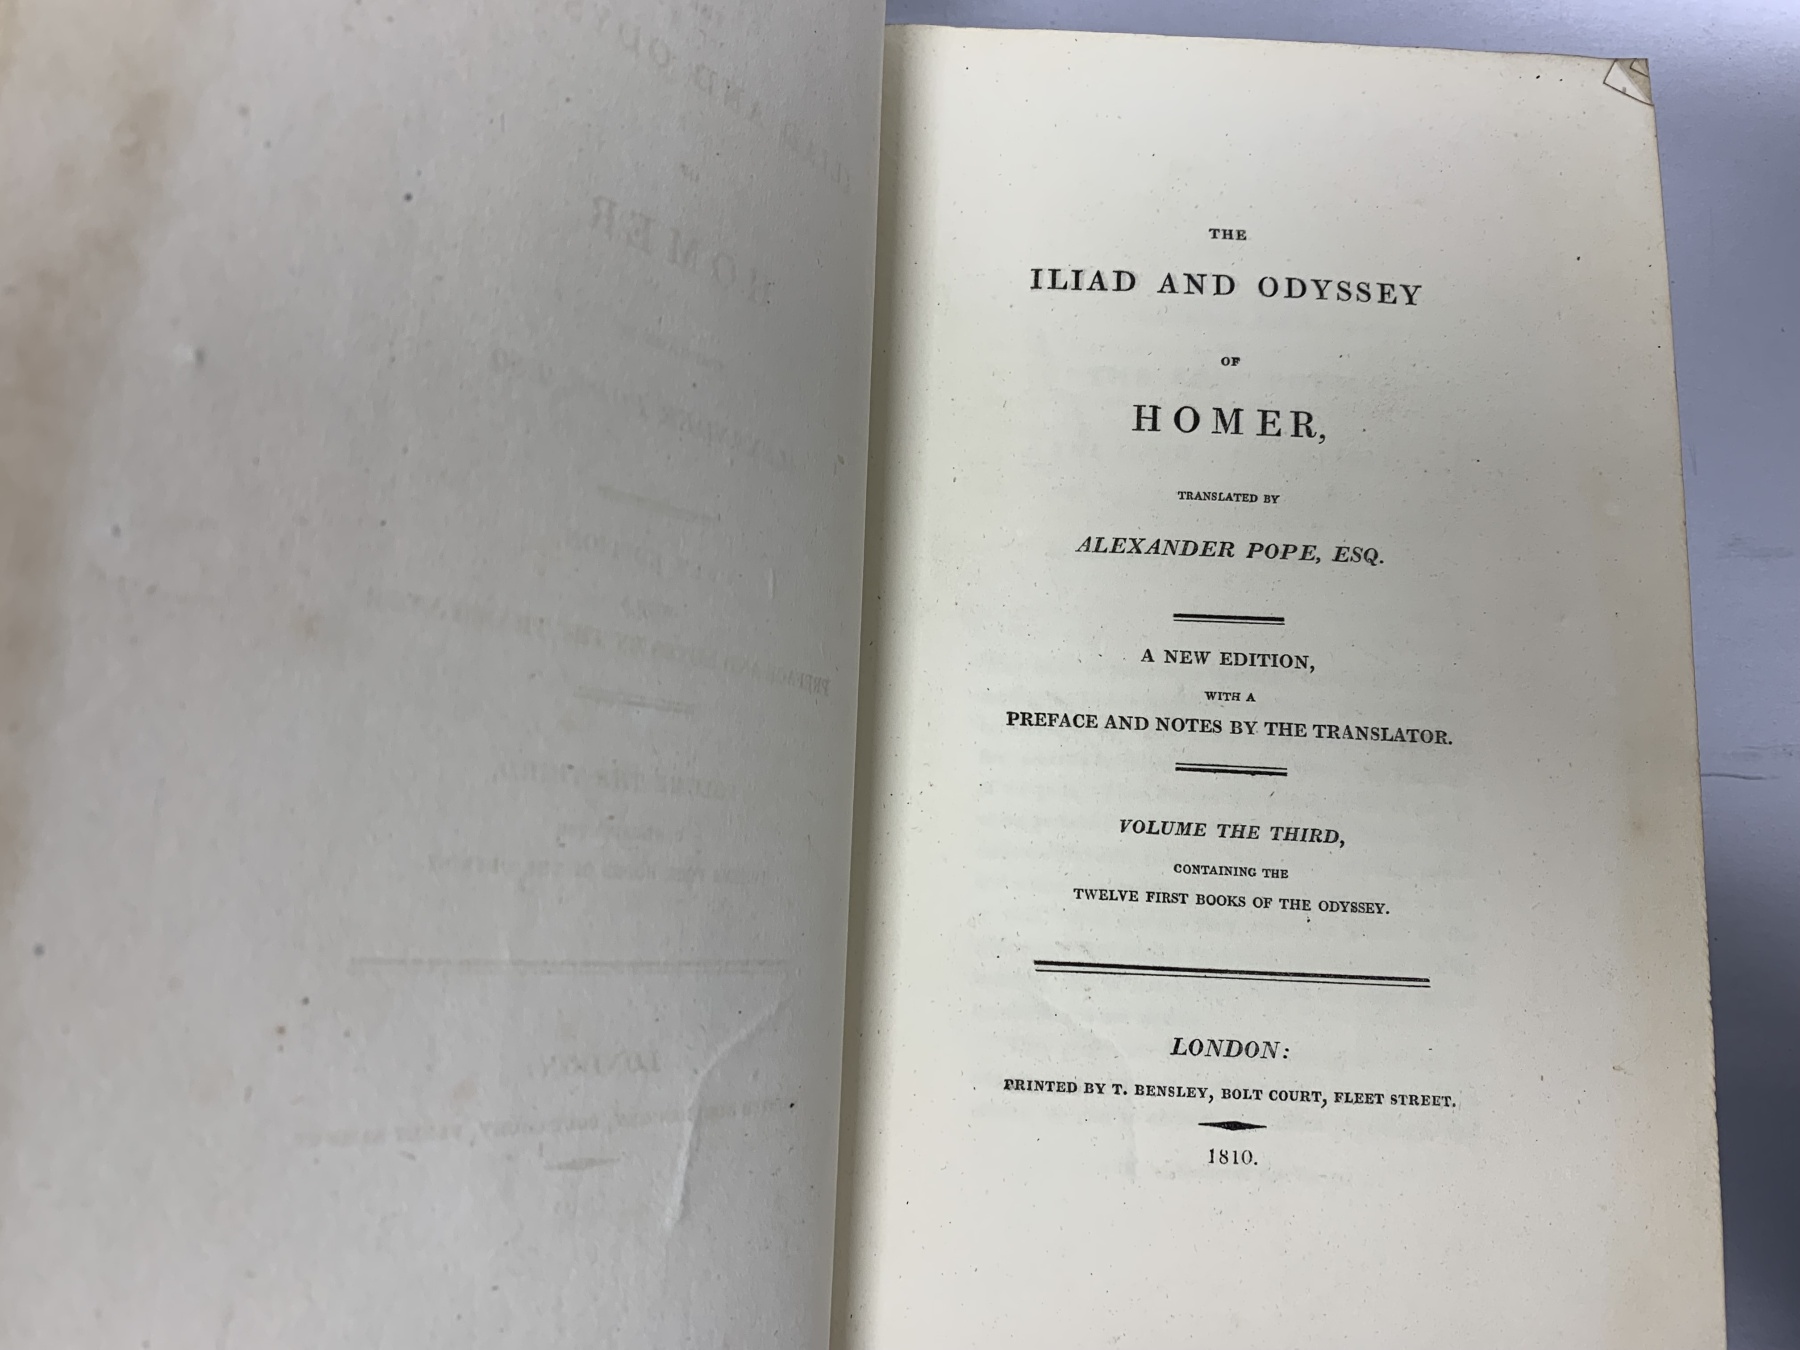 THE
ILIAD AND ODYSSEY
OF
HOMER,
TRANSLATED BY
ALEXANDER POPE, ESQ.
A NEW EDITION,
WITH A
PREFACE AND NOTES BY THE TRANSLATOR.
VOLUME THE THIRD,
CONTAINING THE
TWELVE FIRST BOOKS OF THE ODYSSEY.
LONDON:
PRINTED BY T. BENSLEY, BOLT COURT, FLEET STREET.
1810.